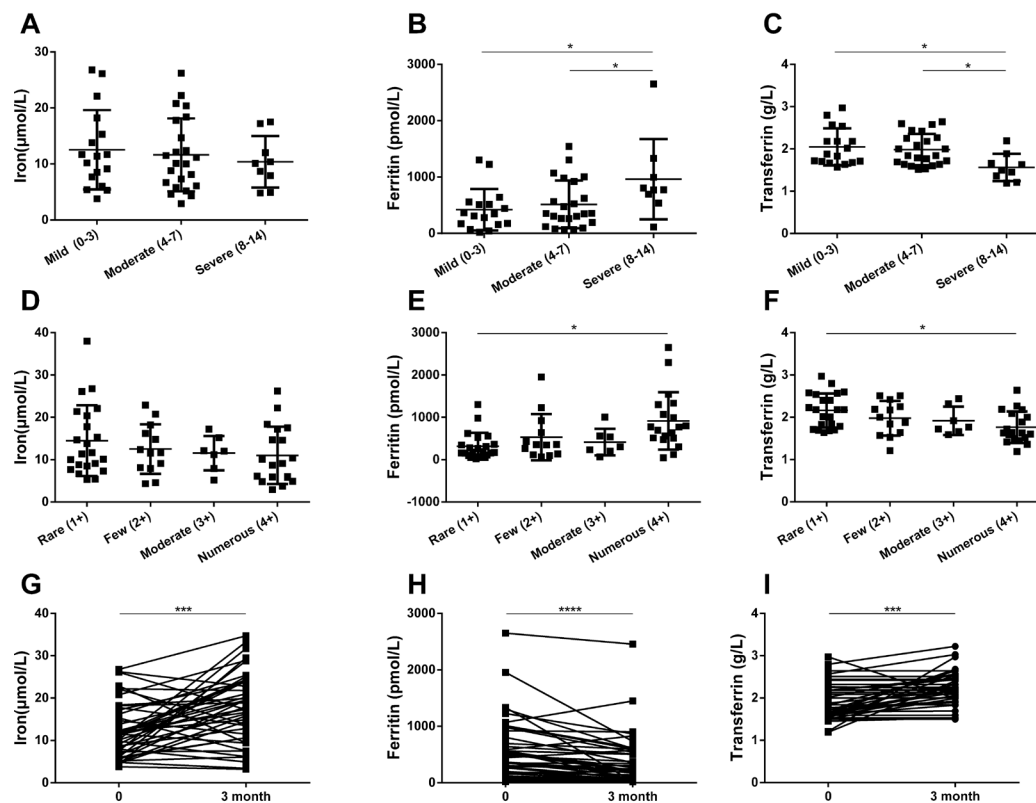 A
Iron(µmol/L)
30
20
10
0
Mild (0-3)
Moderate (4-7)
Severe (8-14)
B
Ferritin (pmol/L)
3000
2000
1000
0
*
*
Mild (0-3)
Moderate (4-7)
Severe (8-14)
C
Transferrin (g/L)
4
3
2
1
0
*
*
Mild (0-3)
Moderate (4-7)
Severe (8-14)
D
Iron(µmol/L)
40
30
20
10
0
Rare (1+)
Few (2+)
Moderate (3+)
Numerous (4+)
E
Ferritin (pmol/L)
3000
2000
1000
0
-1000
*
Rare (1+)
Few (2+)
Moderate (3+)
Numerous (4+)
F
Transferrin (g/L)
4
3
2
1
0
*
Rare (1+)
Few (2+)
Moderate (3+)
Numerous (4+)
G
Iron(µmol/L)
40
30
20
10
0
***
0 3 month
H
Ferritin (pmol/L)
3000
2000
1000
0
****
0 3 month
I
Transferrin (g/L)
4
3
2
1
0
***
0 3 month